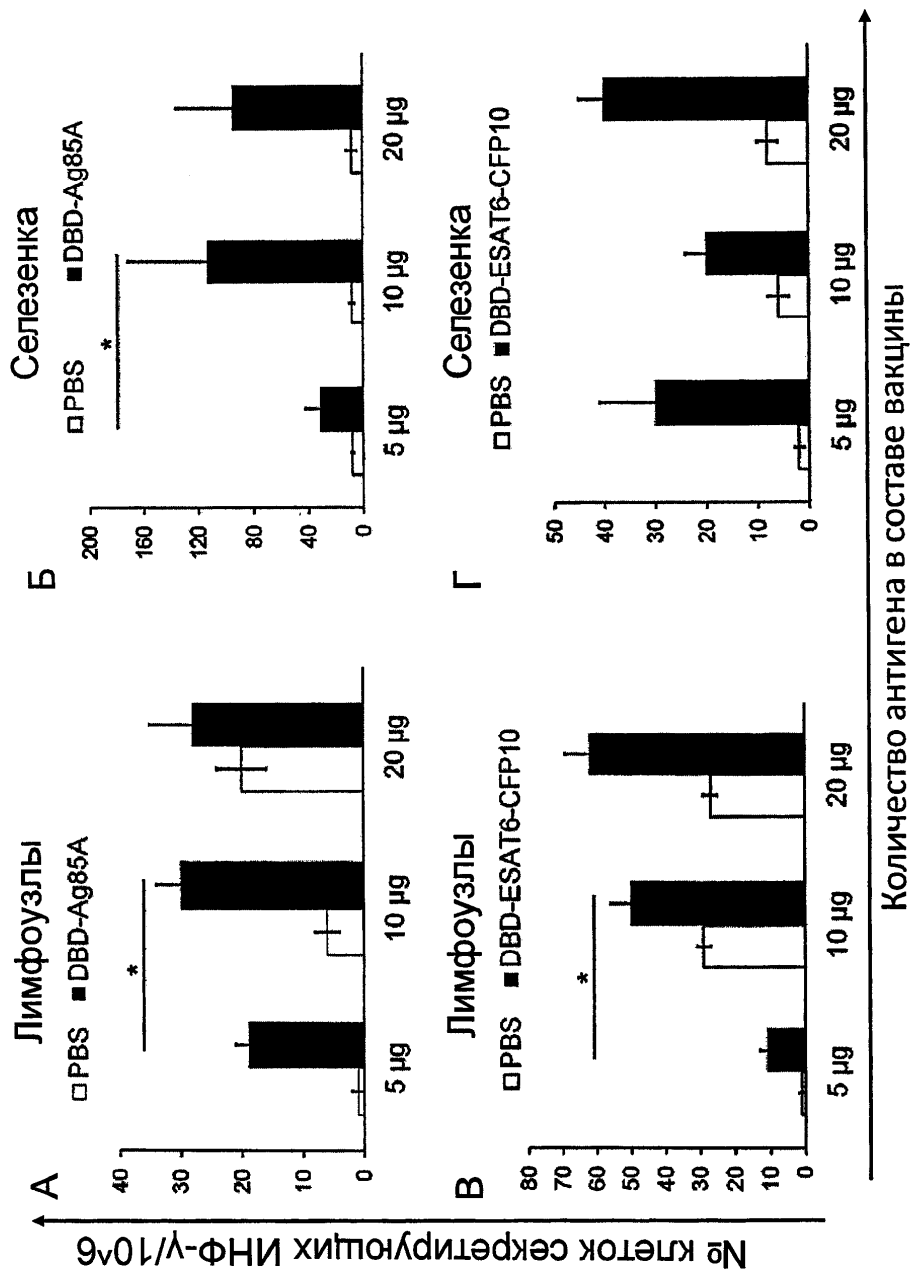 № клеток секретирующих ИНФ-γ/10^6
А
Лимфоузлы
PBS DBD-Ag85A
*
40
30
20
10
0
5 µg 10 µg 20 µg
Б
Селезенка
PBS DBD-Ag85A
*
200
160
120
80
40
0
5 µg 10 µg 20 µg
В
Лимфоузлы
PBS DBD-ESAT6-CFP10
*
80
70
60
50
40
30
20
10
0
5 µg 10 µg 20 µg
Г
Селезенка
PBS DBD-ESAT6-CFP10
50
40
30
20
10
0
5 µg 10 µg 20 µg
Количество антигена в составе вакцины